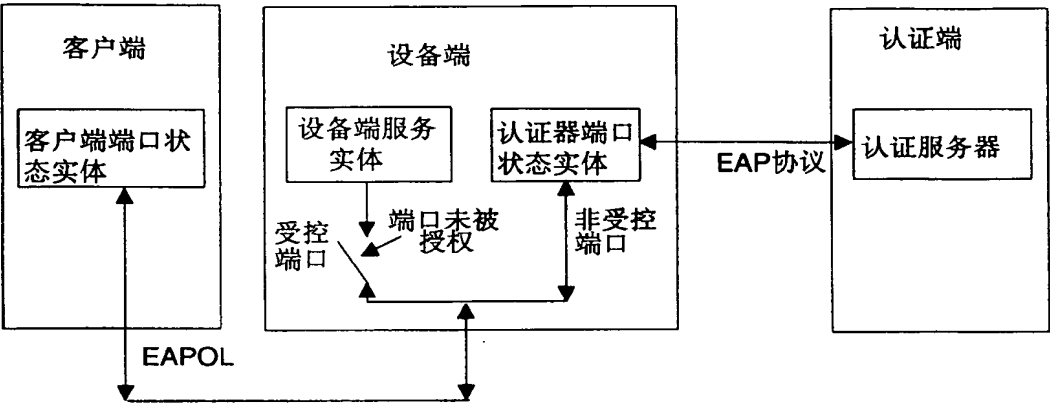 客户端
设备端
认证端
客户端端口状
态实体
设备端服务
实体
认证器端口
状态实体
EAP协议
认证服务器
受控
端口
端口未被
授权
非受控
端口
EAPOL